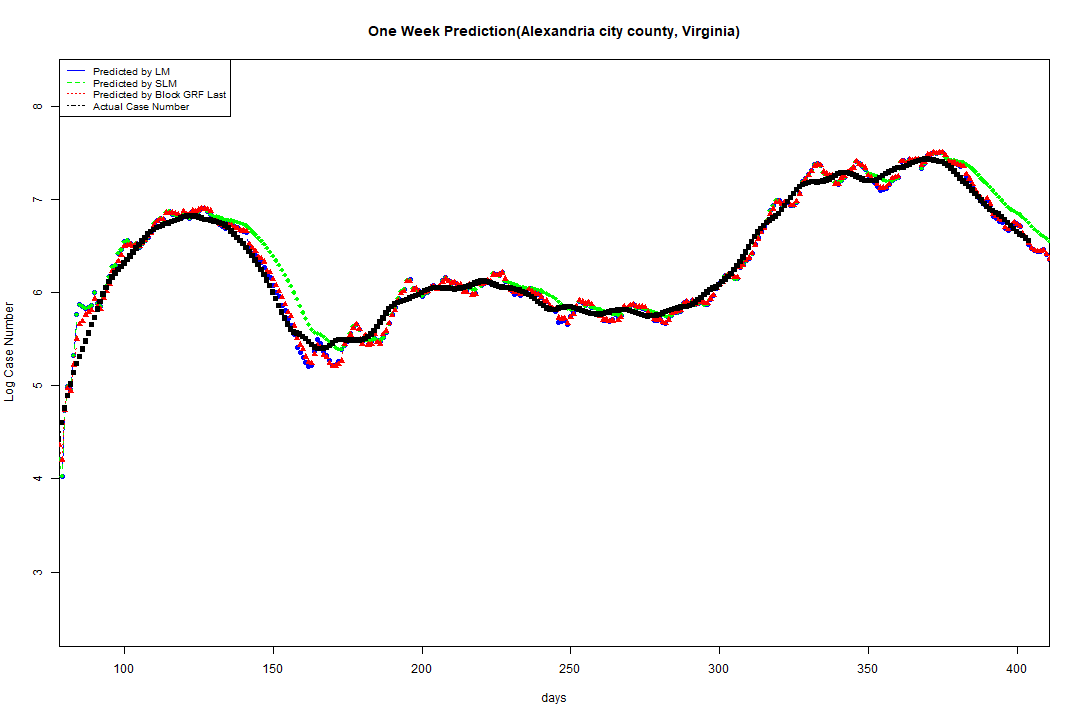 One Week Prediction(Alexandria city county, Virginia)
Predicted by LM
Predicted by SLM
Predicted by Block GRF Last
Actual Case Number
8
7
6
5
4
3
Log Case Number
100 150 200 250 300 350 400
days